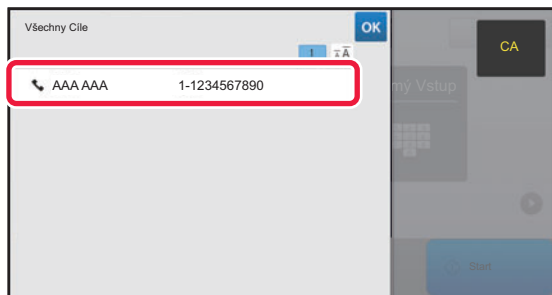 Všechny Cíle
OK
CA
1
A
AAA AAA 1-1234567890
mý Vstup
Start